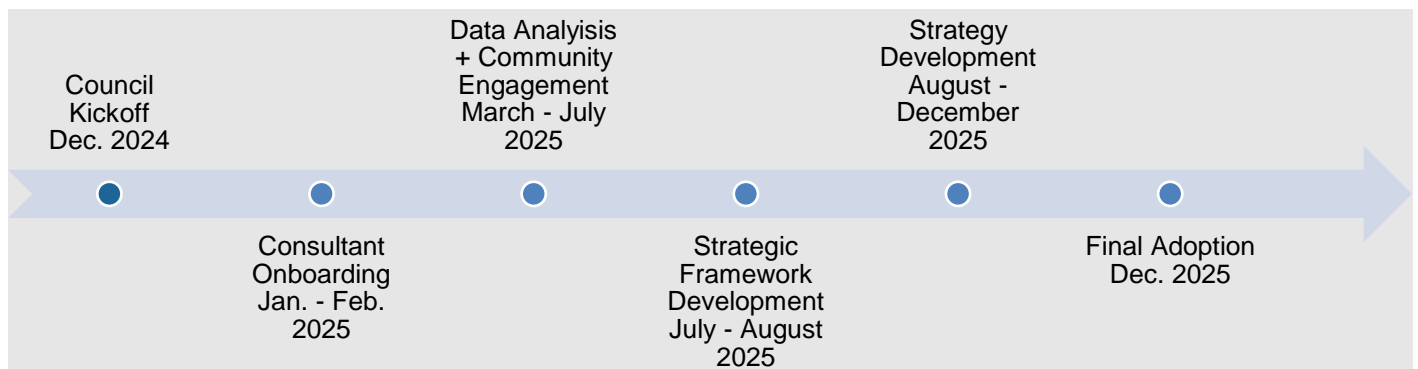 Council
Kickoff
Dec. 2024
Consultant
Onboarding
Jan. - Feb.
2025
Data Analyisis
+ Community
Engagement
March - July
2025
Strategic
Framework
Development
July - August
2025
Strategy
Development
August -
December
2025
Final Adoption
Dec. 2025